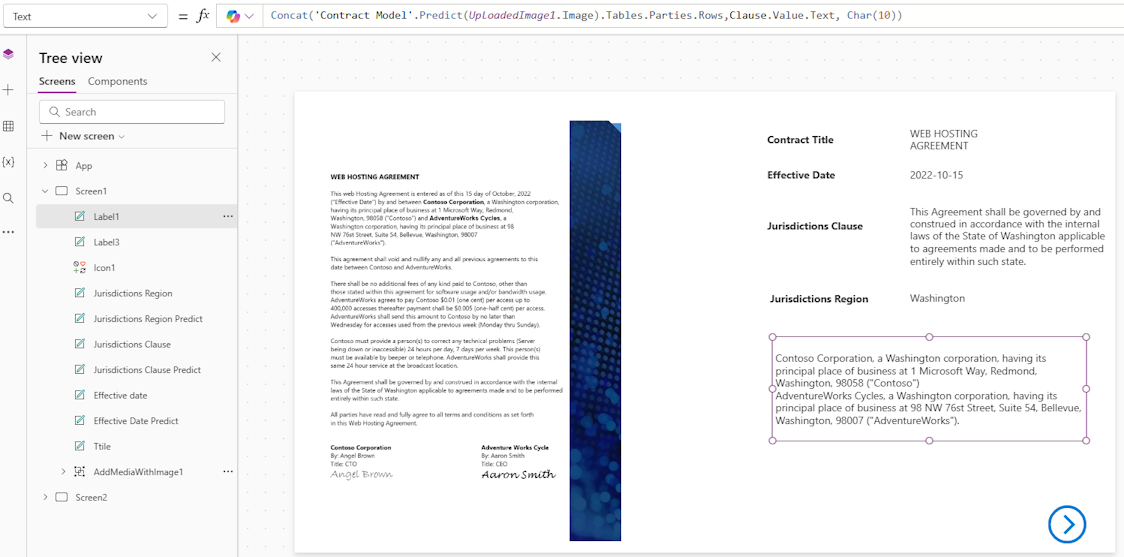 Text
= fx
Concat('Contract Model'.Predict(UpLoadedImage1.Image).Tables.Parties.Rows,Clause.Value.Text, Char(10))
Tree view
Screens Components
Search
New screen
App
Screen1
Label1
Label3
Icon1
Jurisdictions Region
Jurisdictions Region Predict
Jurisdictions Clause
Jurisdictions Clause Predict
Effective date
Effective Date Predict
Ttile
AddMediaWithImage1
Screen2
{x}
WEB HOSTING AGREEMENT
This web Hosting Agreement is entered as of this 15 day of October, 2022
("Effective Date") by and between Contoso Corporation, a Washington corporation,
having its principal place of business at 1 Microsoft Way, Redmond,
Washington, 98058 ("Contoso") and AdventureWorks Cycles, a
Washington corporation, having its principal place of business at 98
NW 76st Street, Suite 54, Bellevue, Washington, 98007
("AdventureWorks").
This agreement shall void and nullify any and all previous agreements to this
date between Contoso and AdventureWorks.
There shall be no additional fees of any kind paid to Contoso, other than
those stated within this agreement for software usage and/or bandwidth usage.
AdventureWorks agrees to pay Contoso $0.01 (one cent) per access up to
400,000 accesses thereafter payment shall be $0.005 (one-half cent) per access.
AdventureWorks shall send this amount to Contoso by no later than
Wednesday for accesses used from the previous week (Monday thru Sunday).
Contoso must provide a person(s) to correct any technical problems (Server
being down or inaccessible) 24 hours per day, 7 days per week. This person(s)
must be available by beeper or telephone. AdventureWorks shall provide this
same 24 hour service at the broadcast location.
This Agreement shall be governed by and construed in accordance with the internal
laws of the State of Washington applicable to agreements made and to be performed
entirely within such state.
All parties have read and fully agree to all terms and conditions as set forth
in this Web Hosting Agreement.
Contoso Corporation
By: Angel Brown
Title: CTO
Angel Brown
Adventure Works Cycle
By: Aaron Smith
Title: CEO
Aaron Smith
Contract Title
WEB HOSTING
AGREEMENT
Effective Date
2022-10-15
Jurisdictions Clause
This Agreement shall be governed by and
construed in accordance with the internal
laws of the State of Washington applicable
to agreements made and to be performed
entirely within such state.
Jurisdictions Region
Washington
Contoso Corporation, a Washington corporation, having its
principal place of business at 1 Microsoft Way, Redmond,
Washington, 98058 ("Contoso")
AdventureWorks Cycles, a Washington corporation, having its
principal place of business at 98 NW 76st Street, Suite 54, Bellevue,
Washington, 98007 ("AdventureWorks").